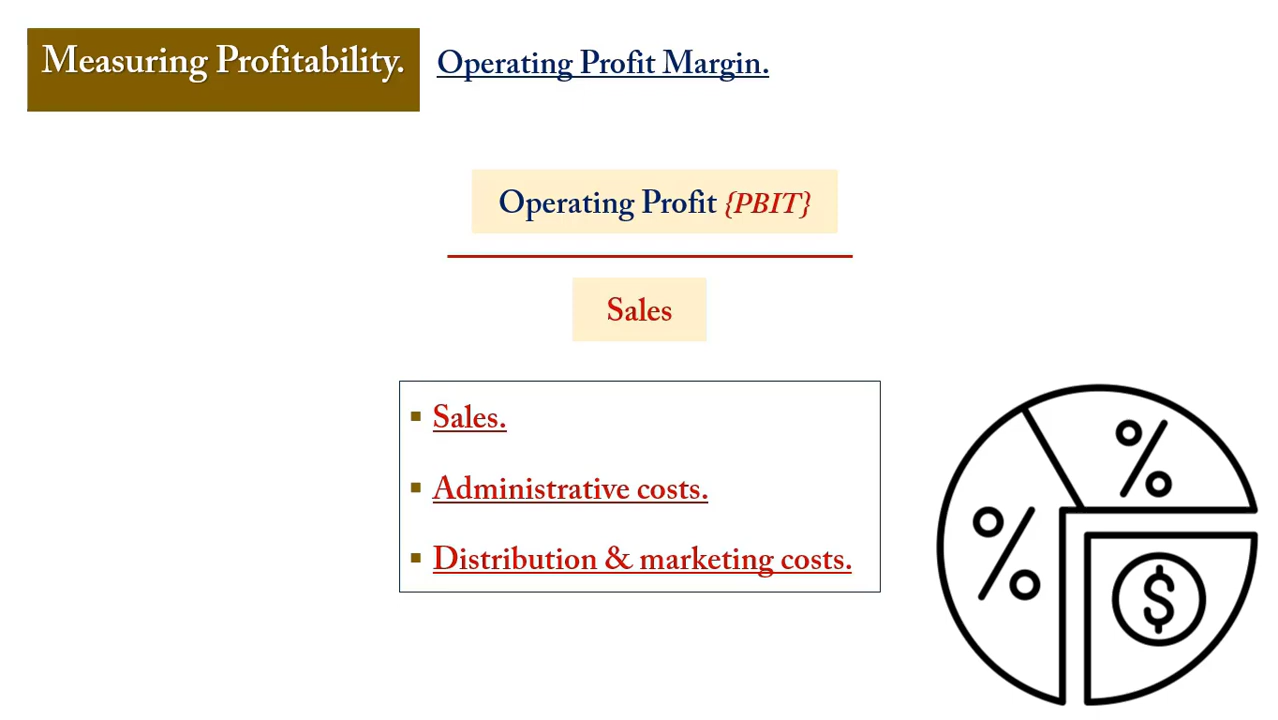 Measuring Profitability.
Operating Profit Margin.
Operating Profit {PBIT}
Sales
▪ Sales.
▪ Administrative costs.
▪ Distribution & marketing costs.
%
%
$